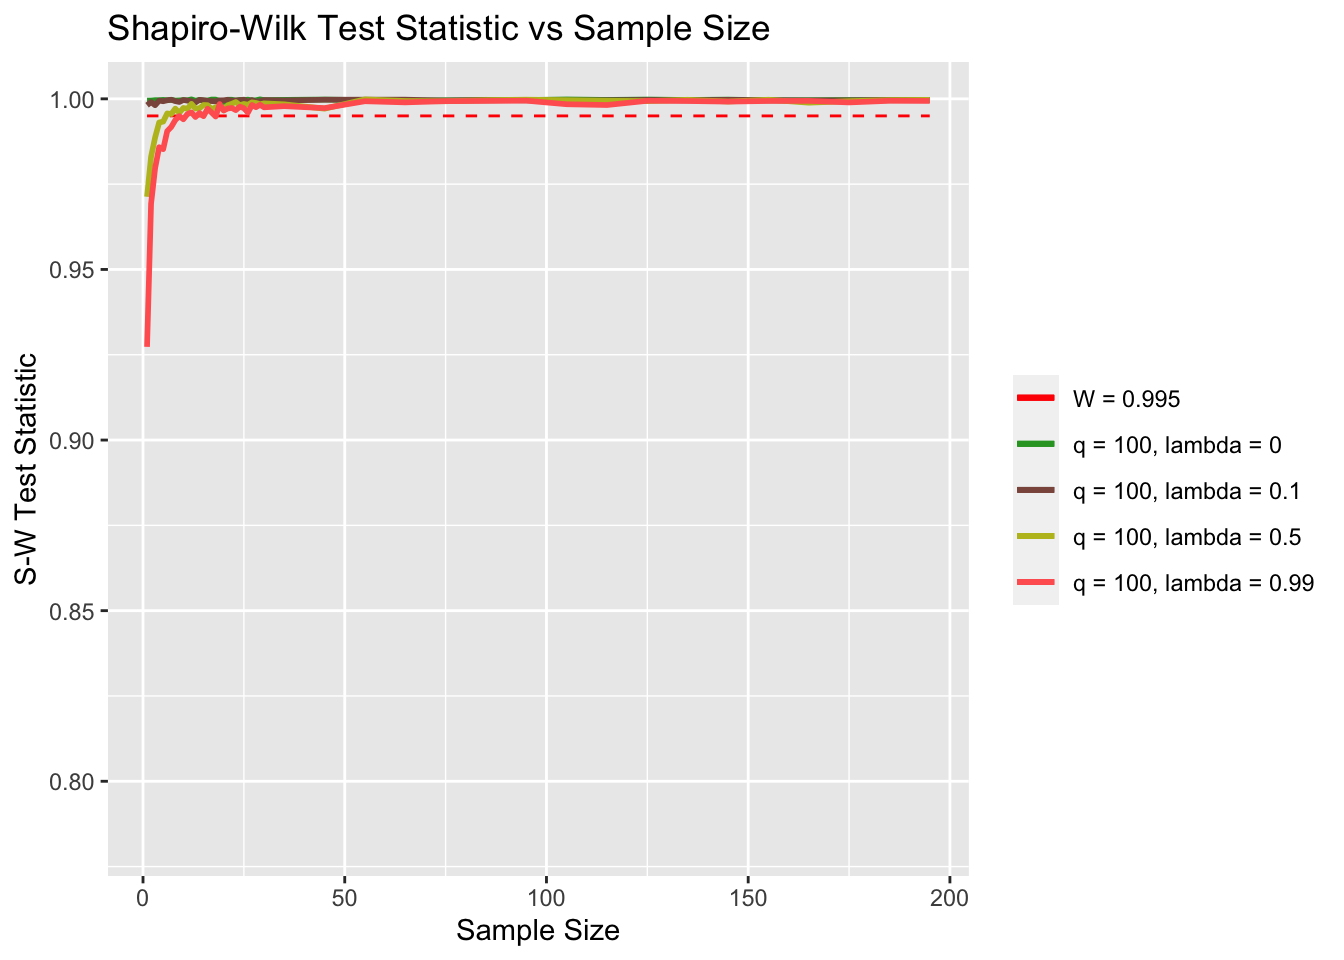 Shapiro-Wilk Test Statistic vs Sample Size
1.00
0.95
0.90
0.85
0.80
S-W Test Statistic
0
50
100
150
200
Sample Size
W = 0.995
q = 100, lambda = 0
q = 100, lambda = 0.1
q = 100, lambda = 0.5
q = 100, lambda = 0.99